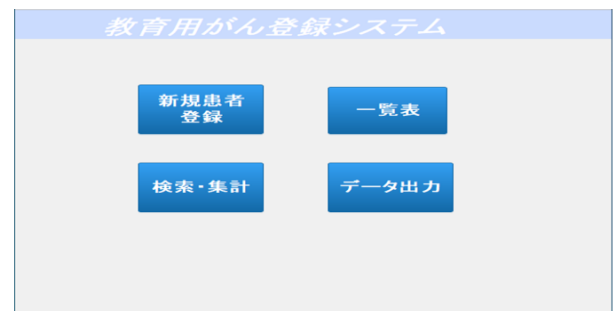 教育用がん登録システム
新規患者
登録
一覧表
検索・集計
データ出力